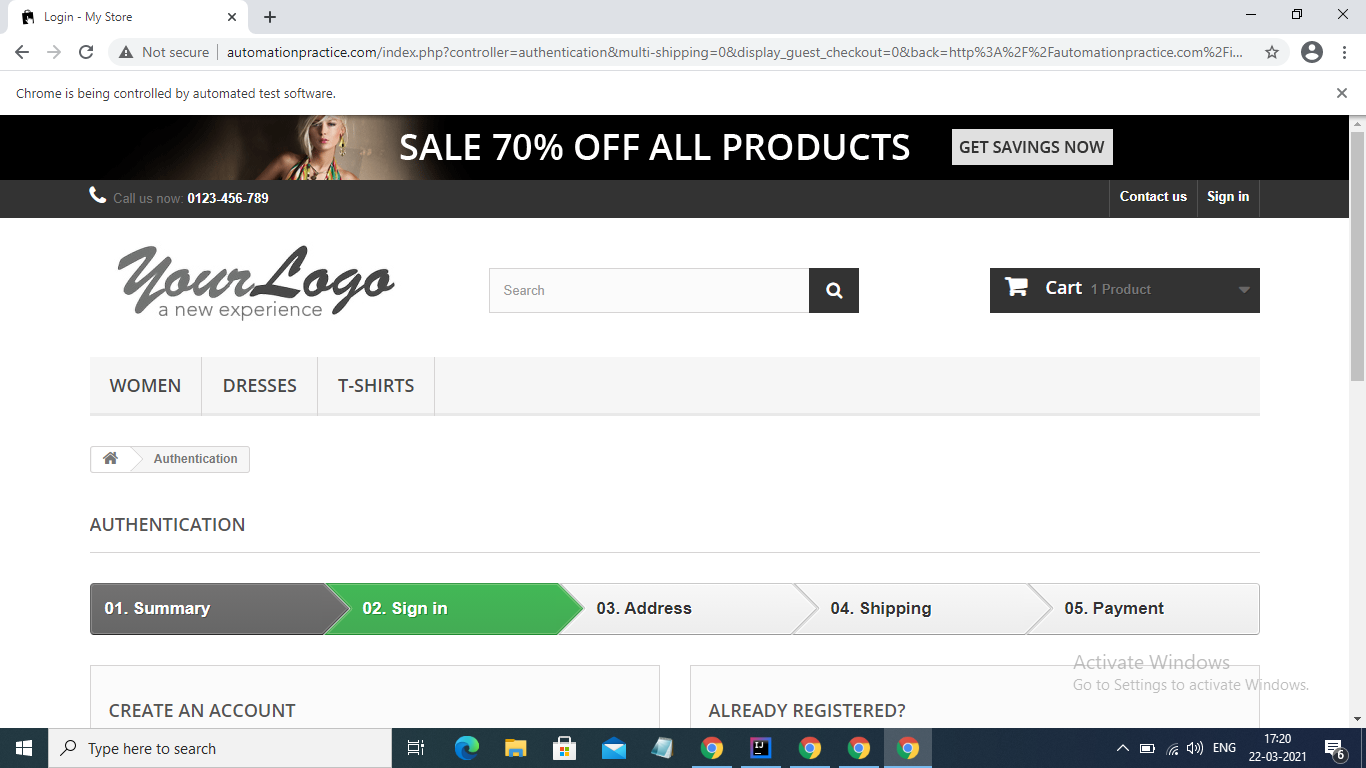 Login - My Store
Not secure automationpractice.com/index.php?controller=authentication&multi-shipping=0&display_guest_checkout=0&back=http%3A%2F%2Fautomationpractice.com%2Fi...
Chrome is being controlled by automated test software.
SALE 70% OFF ALL PRODUCTS GET SAVINGS NOW
Call us now: 0123-456-789 Contact us Sign in
YourLogo
a new experience
Search
Cart 1 Product
WOMEN DRESSES T-SHIRTS
Authentication
AUTHENTICATION
01. Summary 02. Sign in 03. Address 04. Shipping 05. Payment
Activate Windows
Go to Settings to activate Windows.
CREATE AN ACCOUNT ALREADY REGISTERED?
Type here to search
IJ
ENG
17:20
22-03-2021
6